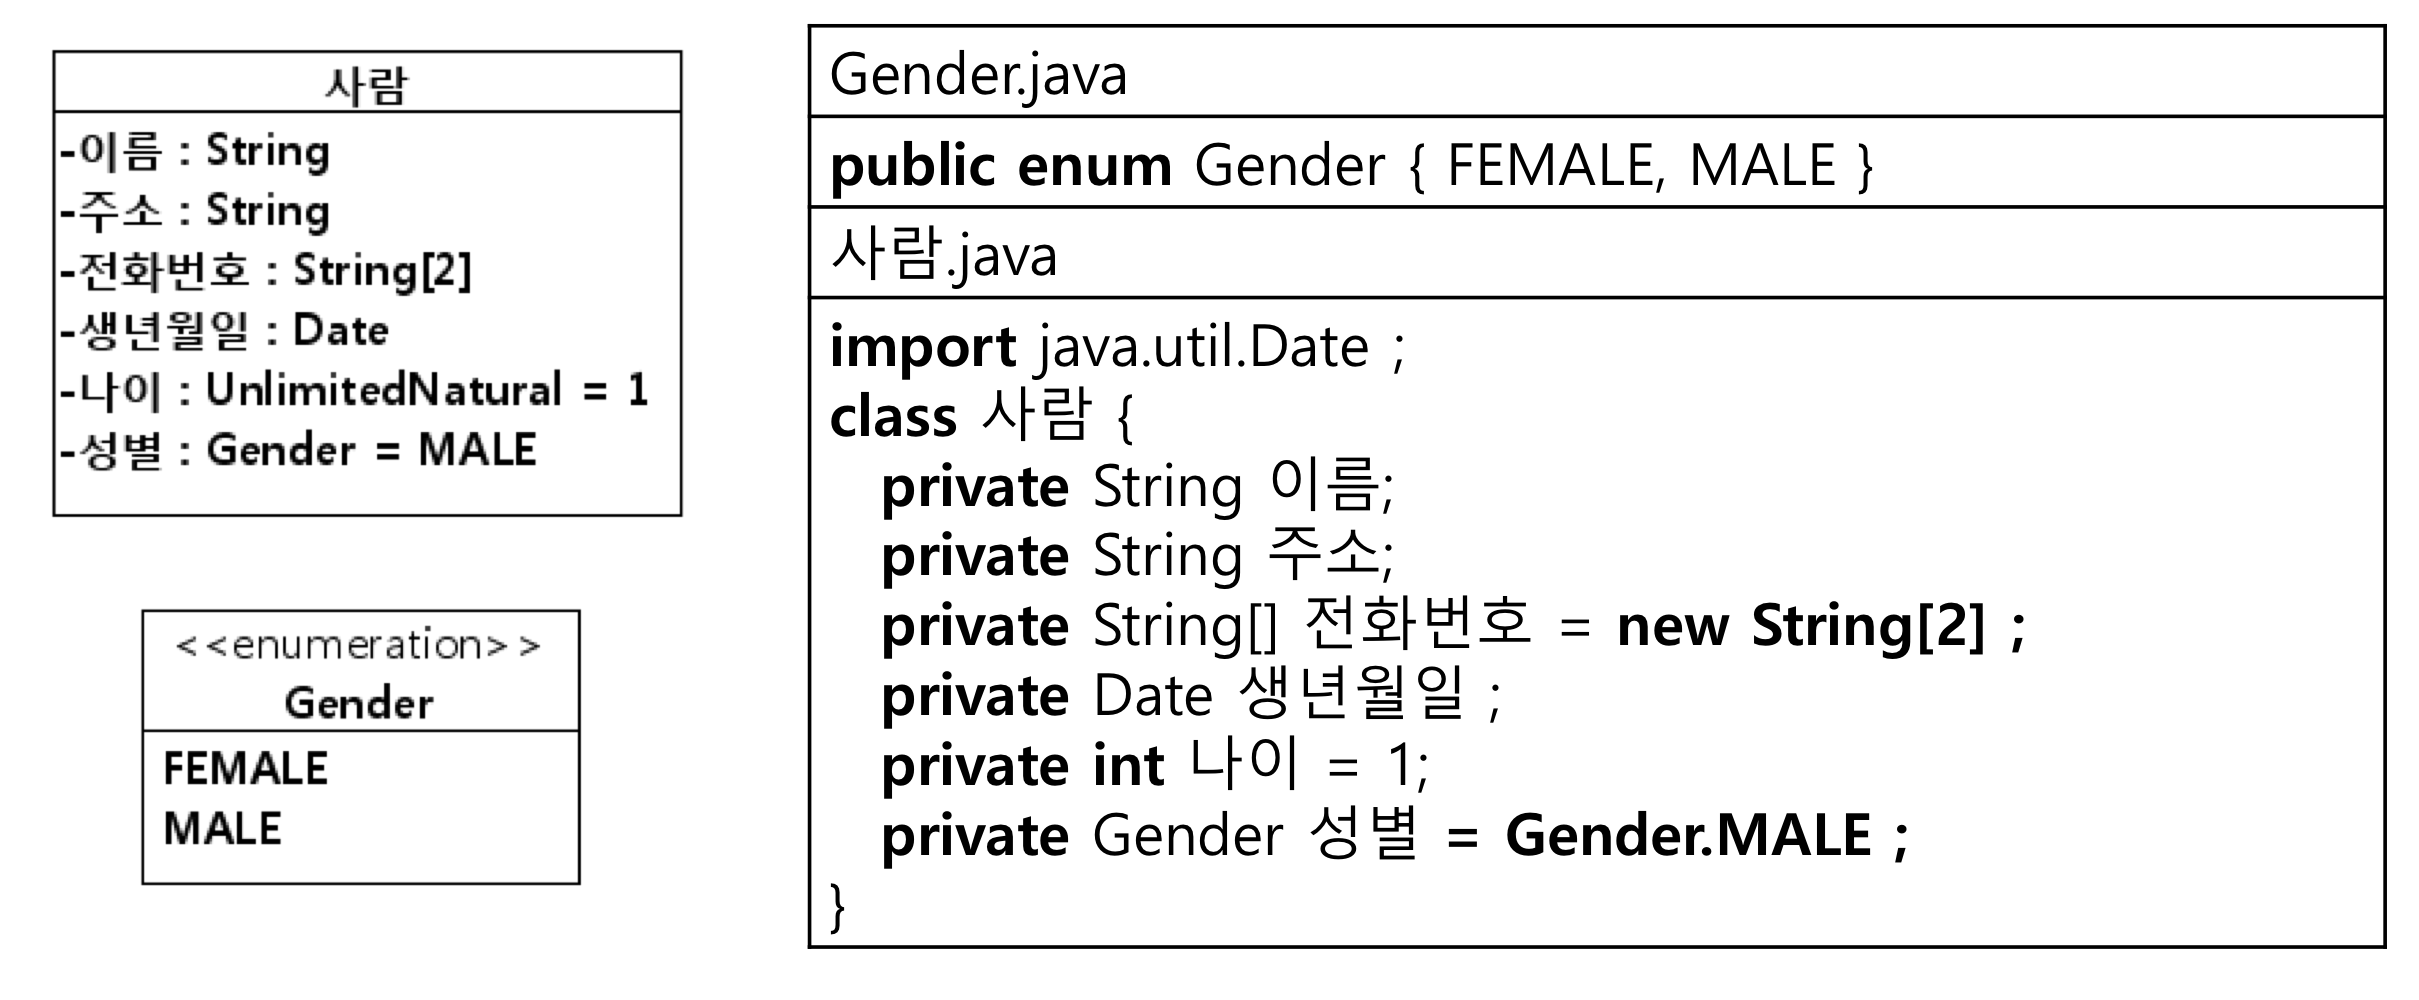 사람
-이름 : String
-주소 : String
-전화번호 : String[2]
-생년월일 : Date
-나이 : UnlimitedNatural = 1
-성별 : Gender = MALE
<<enumeration>>
Gender
FEMALE
MALE
Gender.java
public enum Gender { FEMALE, MALE }
사람.java
import java.util.Date ;
class 사람 {
private String 이름;
private String 주소;
private String[] 전화번호 = new String[2] ;
private Date 생년월일 ;
private int 나이 = 1;
private Gender 성별 = Gender.MALE ;
}